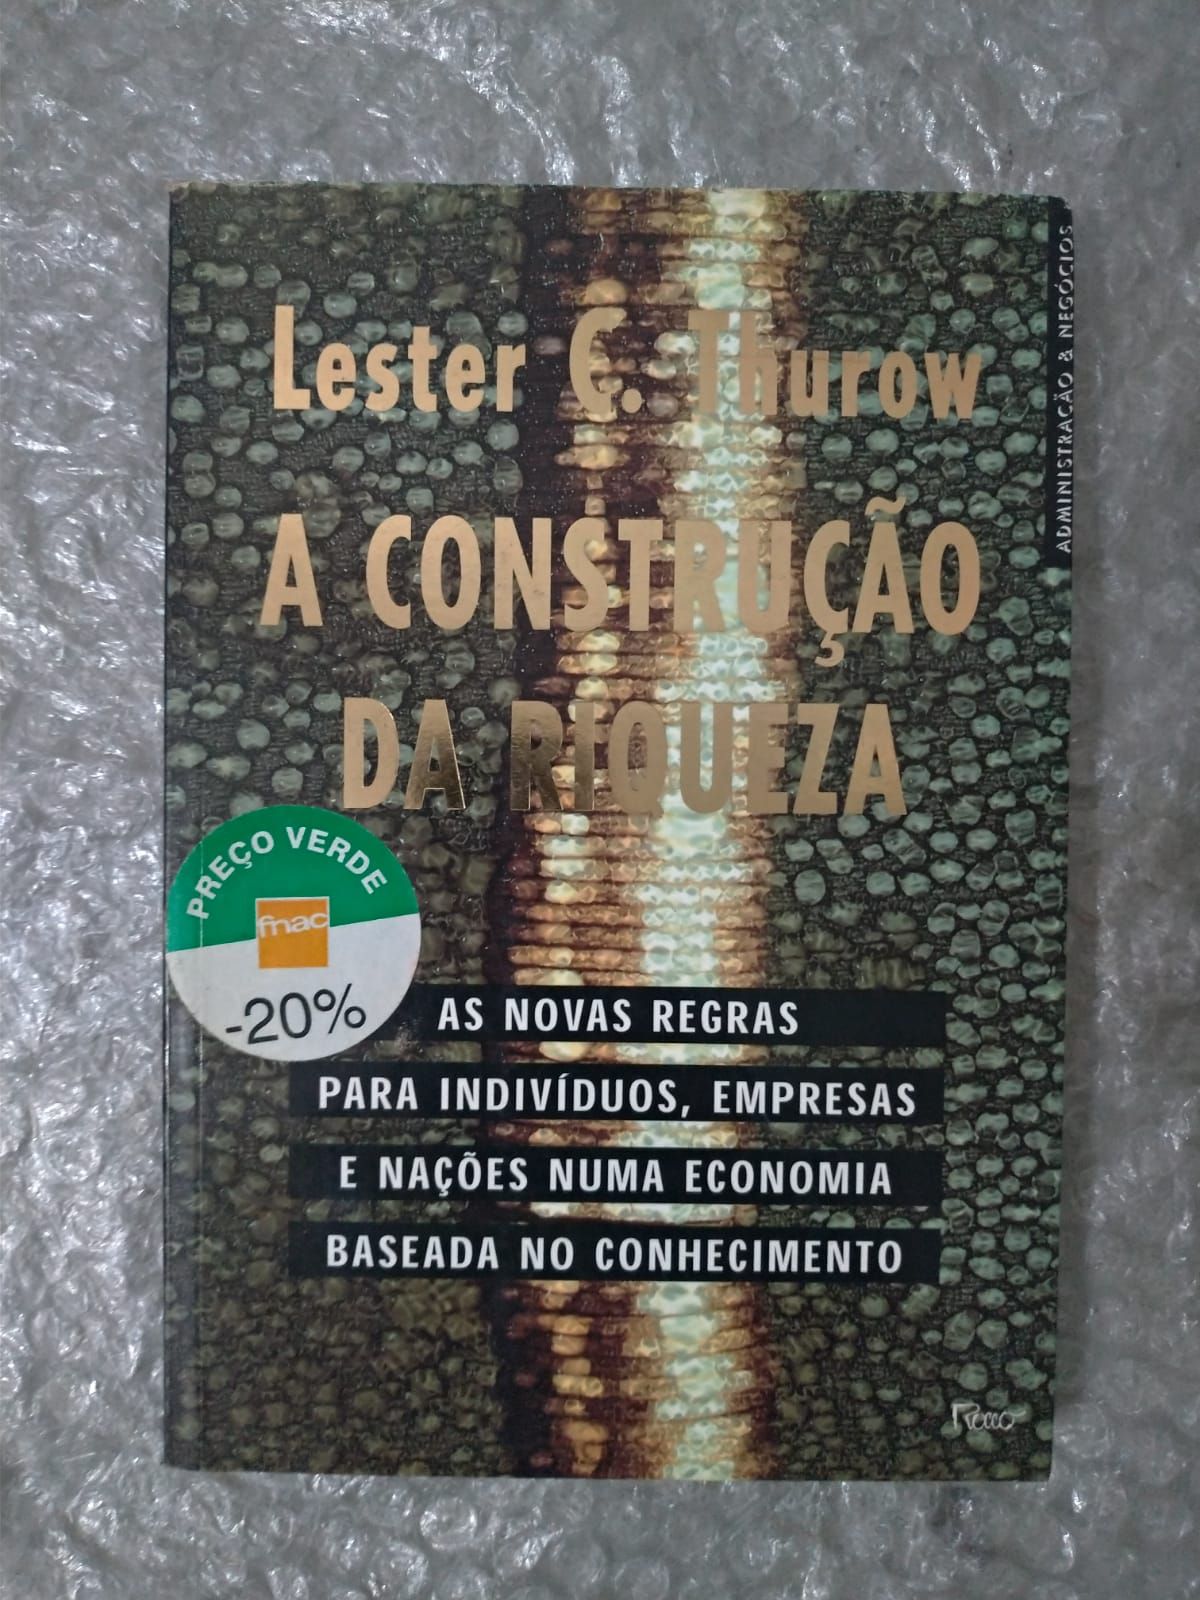 ADMINISTRAÇÃO & NEGÓCIOS
Lester C. Thurow
A CONSTRUÇÃO
DA RIQUEZA
PREÇO VERDE
fnac
-20%
AS NOVAS REGRAS
PARA INDIVÍDUOS, EMPRESAS
E NAÇÕES NUMA ECONOMIA
BASEADA NO CONHECIMENTO
Rocco